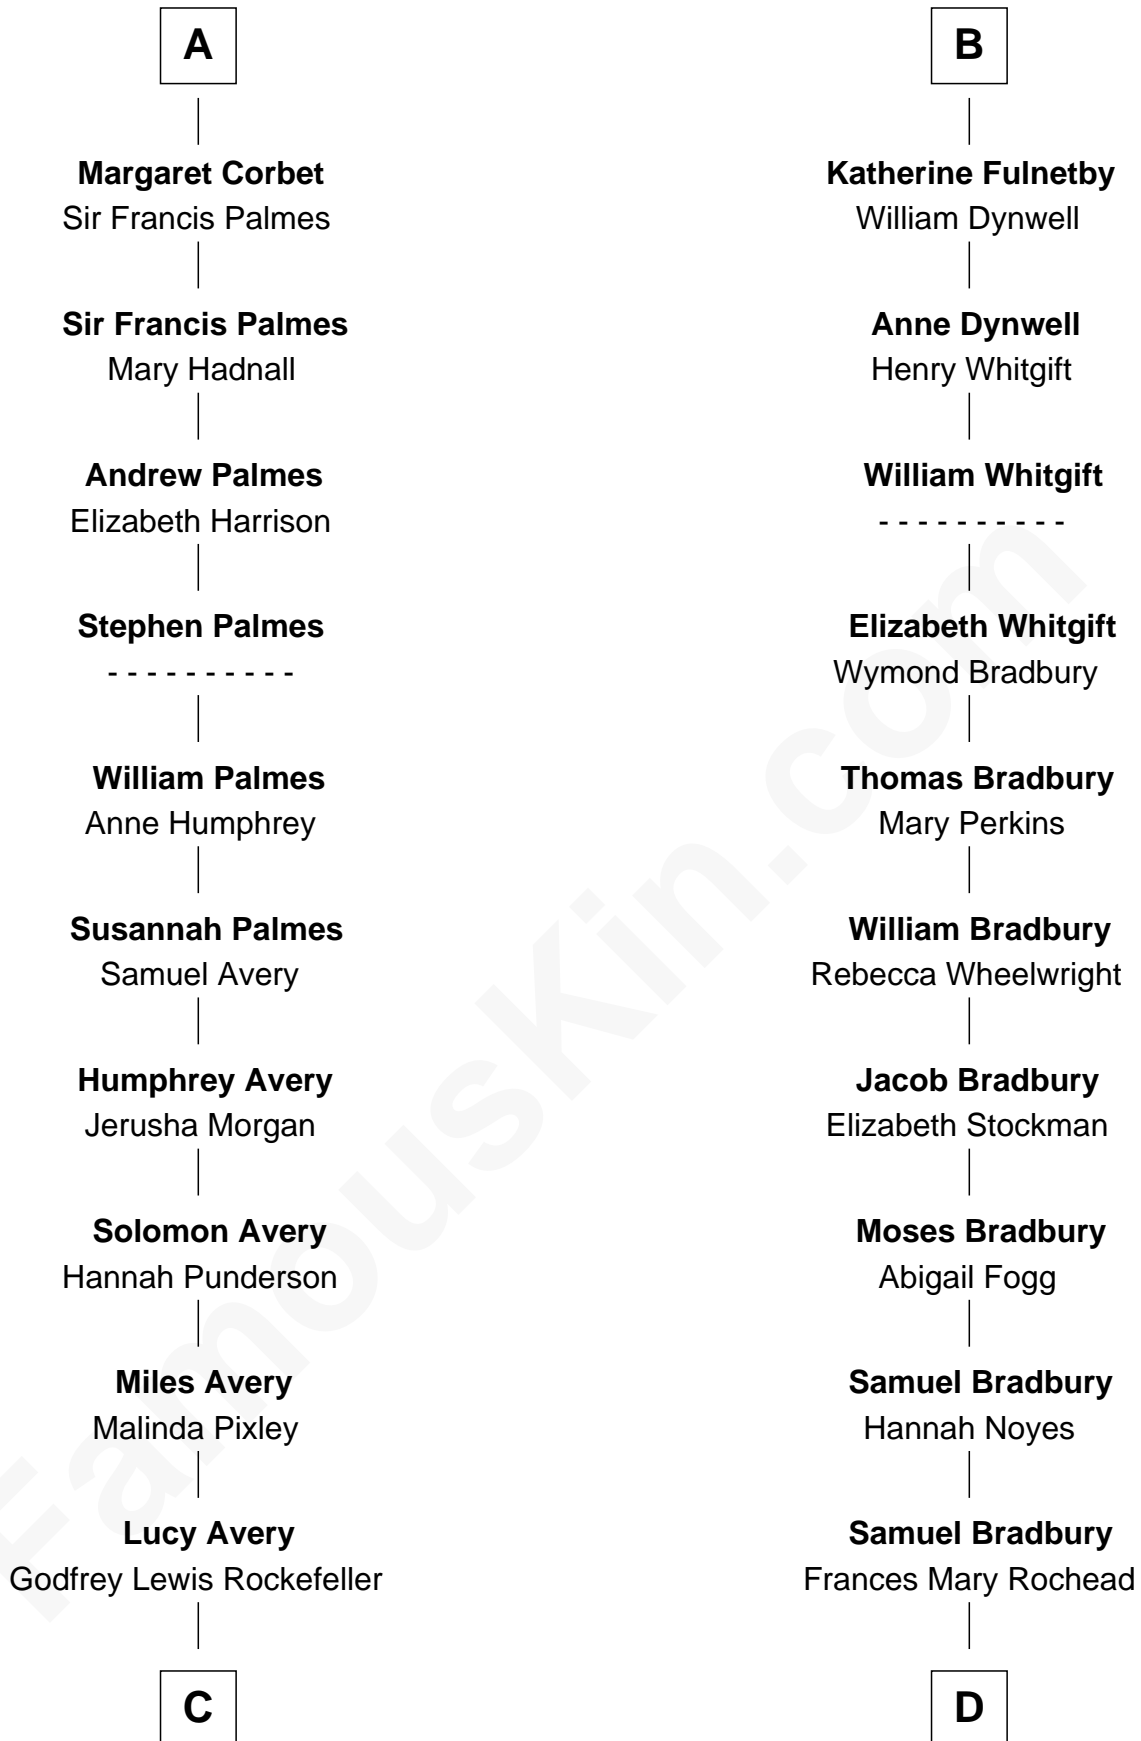 A
Margaret Corbet
Sir Francis Palmes
Sir Francis Palmes
Mary Hadnall
Andrew Palmes
Elizabeth Harrison
Stephen Palmes
- - - - - - - - - -
William Palmes
Anne Humphrey
Susannah Palmes
Samuel Avery
Humphrey Avery
Jerusha Morgan
Solomon Avery
Hannah Punderson
Miles Avery
Malinda Pixley
Lucy Avery
Godfrey Lewis Rockefeller
C
B
Katherine Fulnetby
William Dynwell
Anne Dynwell
Henry Whitgift
William Whitgift
- - - - - - - - - -
Elizabeth Whitgift
Wymond Bradbury
Thomas Bradbury
Mary Perkins
William Bradbury
Rebecca Wheelwright
Jacob Bradbury
Elizabeth Stockman
Moses Bradbury
Abigail Fogg
Samuel Bradbury
Hannah Noyes
Samuel Bradbury
Frances Mary Rochead
D
FamousKin.com